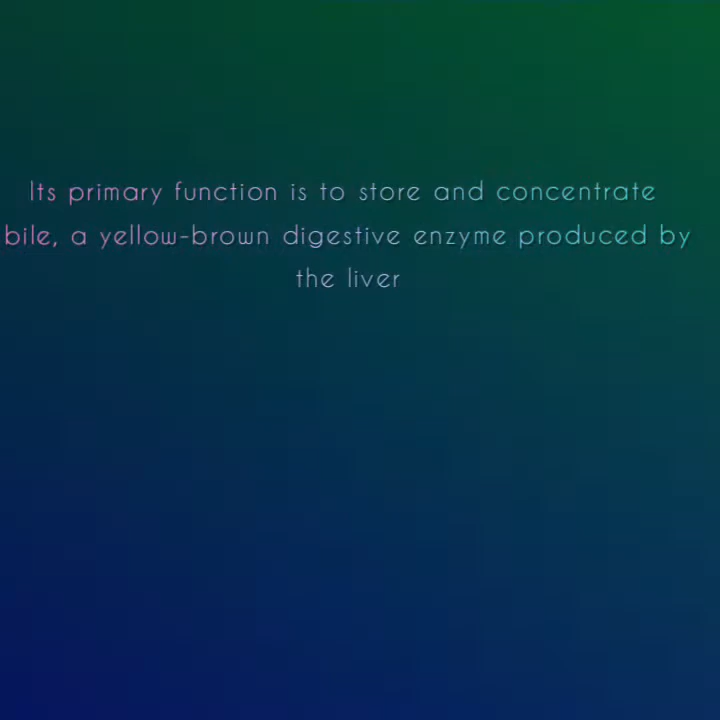 Its primary function is to store and concentrate
bile, a yellow-brown digestive enzyme produced by
the liver